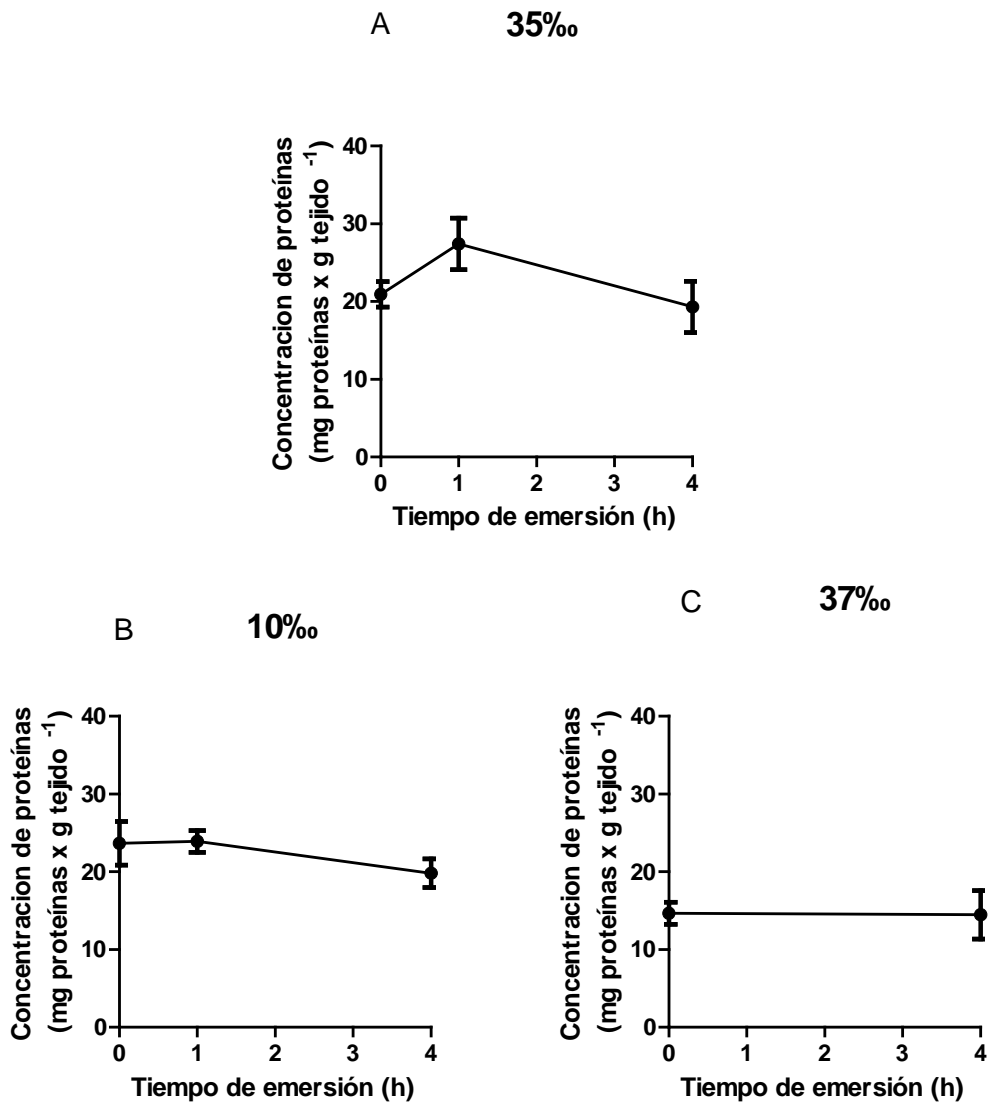 A 35‰
Concentracion de proteínas
(mg proteínas x g tejido ⁻¹)
40
30
20
10
0
0 1 2 3 4
Tiempo de emersión (h)
B 10‰
Concentracion de proteínas
(mg proteínas x g tejido ⁻¹)
40
30
20
10
0
0 1 2 3 4
Tiempo de emersión (h)
C 37‰
Concentracion de proteínas
(mg proteínas x g tejido ⁻¹)
40
30
20
10
0
0 1 2 3 4
Tiempo de emersión (h)